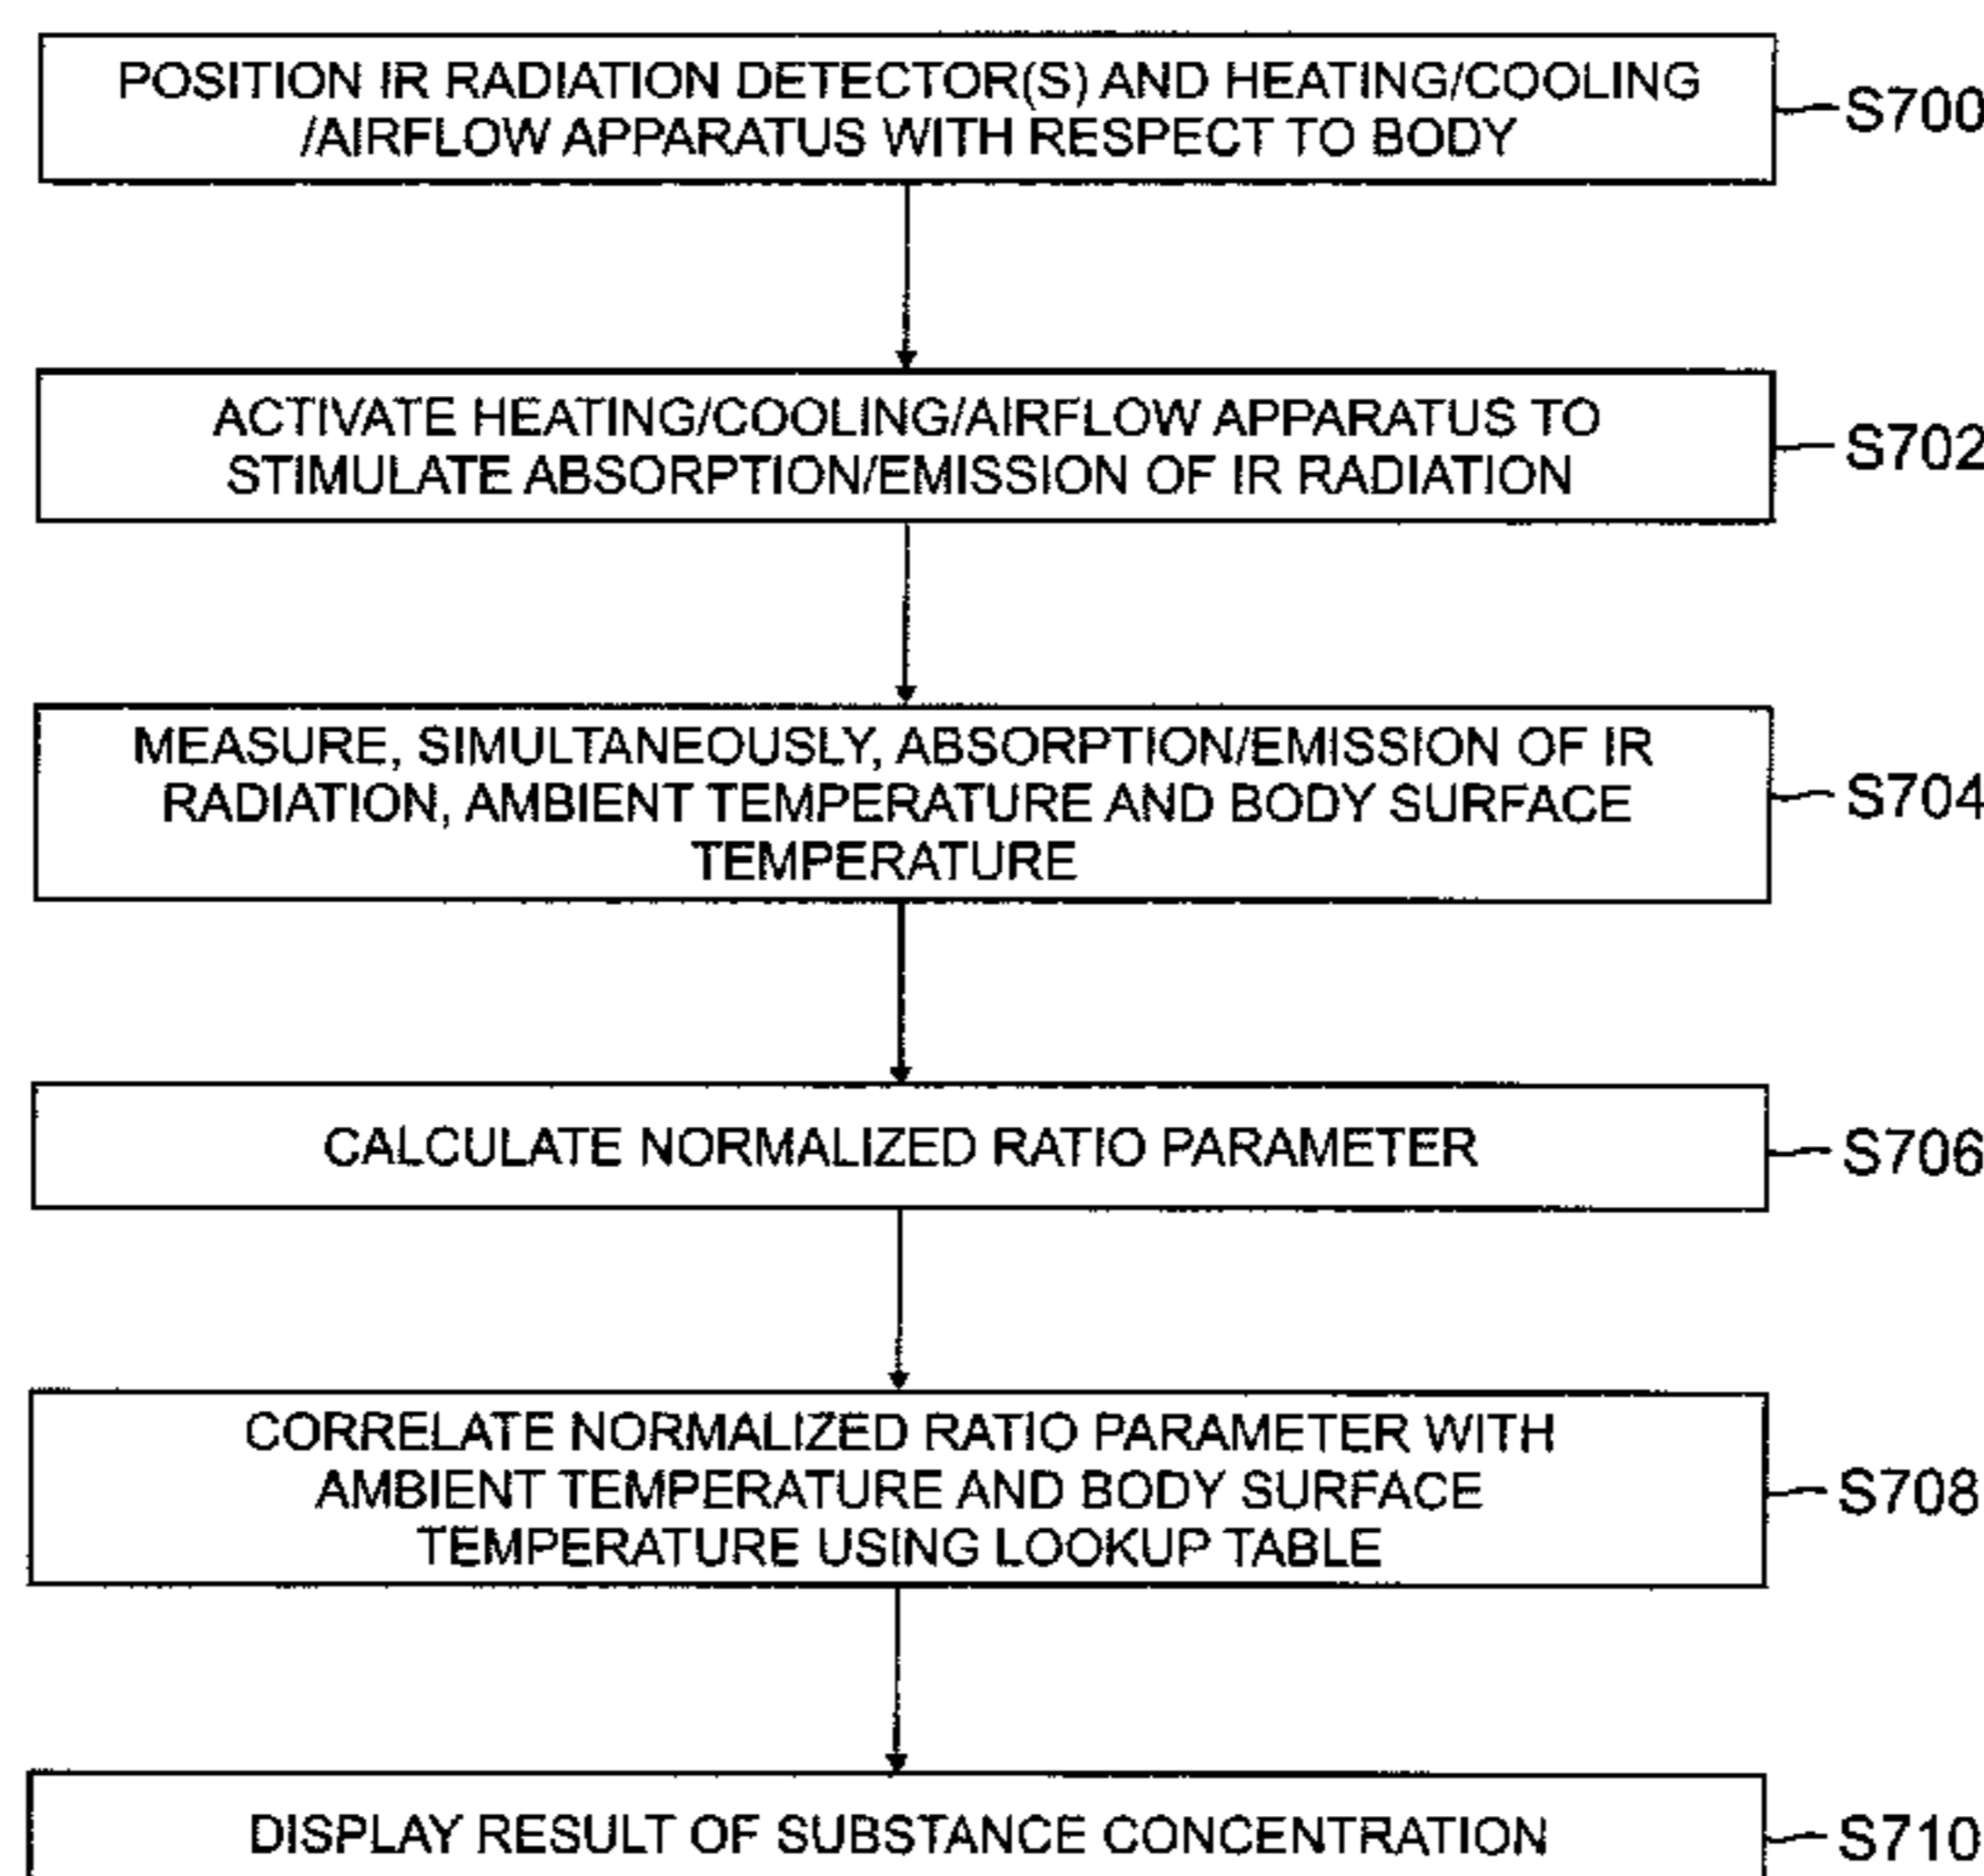 POSITION IR RADIATION DETECTOR(S) AND HEATING/COOLING
/AIRFLOW APPARATUS WITH RESPECT TO BODY
S700
ACTIVATE HEATING/COOLING/AIRFLOW APPARATUS TO
STIMULATE ABSORPTION/EMISSION OF IR RADIATION
S702
MEASURE, SIMULTANEOUSLY, ABSORPTION/EMISSION OF IR
RADIATION, AMBIENT TEMPERATURE AND BODY SURFACE
TEMPERATURE
S704
CALCULATE NORMALIZED RATIO PARAMETER
S706
CORRELATE NORMALIZED RATIO PARAMETER WITH
AMBIENT TEMPERATURE AND BODY SURFACE
TEMPERATURE USING LOOKUP TABLE
S708
DISPLAY RESULT OF SUBSTANCE CONCENTRATION
S710